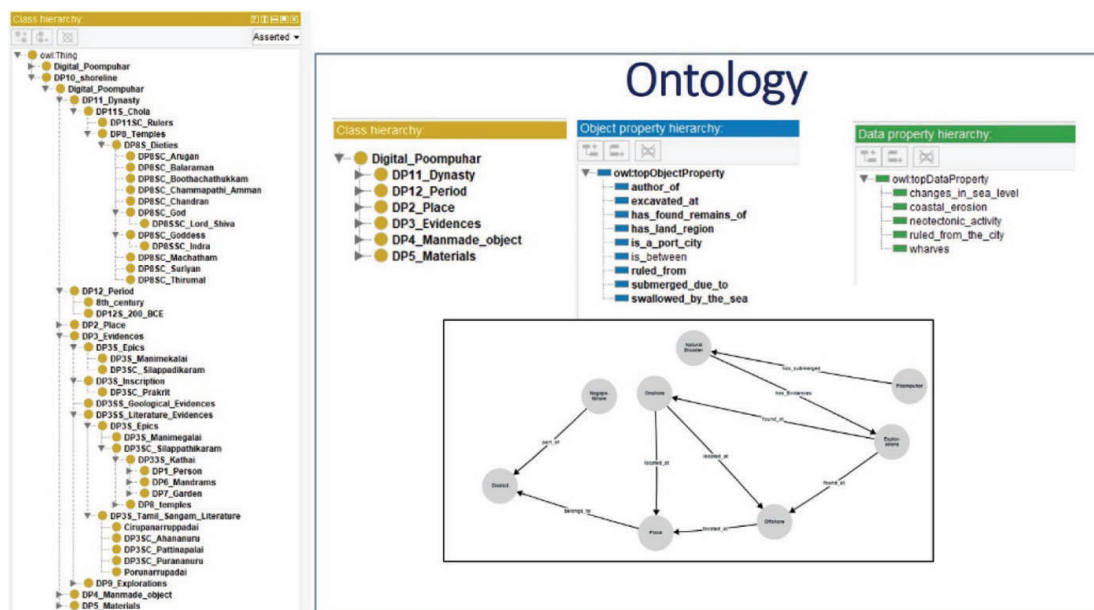 Class hierarchy:
Asserted
owl:Thing
Digital_Poompuhar
DP10_shoreline
Digital_Poompuhar
DP11_Dynasty
DP11S_Chola
DP11SC_Rulers
DP8_Temples
DP8S_Dieties
DP8SC_Arugan
DP8SC_Balaraman
DP8SC_Boothachathukkam
DP8SC_Chammapathi_Amman
DP8SC_Chandran
DP8SC_God
DP8SSC_Lord_Shiva
DP8SC_Goddess
DP8SSC_Indra
DP8SC_Machatham
DP8SC_Suriyan
DP8SC_Thirumal
DP12_Period
8th_century
DP12S_200_BCE
DP2_Place
DP3_Evidences
DP3S_Epics
DP3SC_Manimekalai
DP3SC_Silappadikaram
DP3S_Inscription
DP3SC_Prakrit
DP3SS_Geological_Evidences
DP3SS_Literature_Evidences
DP3S_Epics
DP3S_Manimegalai
DP3SC_Silappathikaram
DP33S_Kathai
DP1_Person
DP6_Mandrams
DP7_Garden
DP8_temples
DP3S_Tamil_Sangam_Literature
Cirupanarruppadai
DP3SC_Ahananuru
DP3SC_Pattinapalai
DP3SC_Purananuru
Porunarrupadai
DP9_Explorations
DP4_Manmade_object
DP5_Materials
Ontology
Class hierarchy:
Digital_Poompuhar
DP11_Dynasty
DP12_Period
DP2_Place
DP3_Evidences
DP4_Manmade_object
DP5_Materials
Object property hierarchy:
owl:topObjectProperty
author_of
excavated_at
has_found_remains_of
has_land_region
is_a_port_city
is_between
ruled_from
submerged_due_to
swallowed_by_the_sea
Data property hierarchy:
owl:topDataProperty
changes_in_sea_level
coastal_erosion
neotectonic_activity
ruled_from_the_city
wharves
Natural
Disaster
has_submerged
Poompuhar
has_Evidences
Onshore
found_at
Explor-
ations
part_of
located_at
located_at
found_at
District
belongs_to
Place
located_at
Offshore